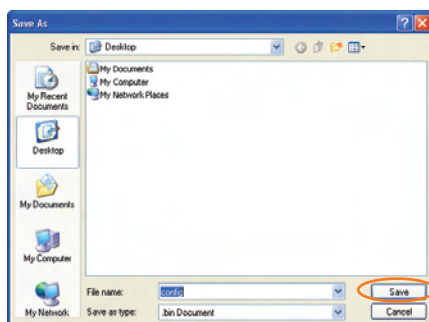 Save As
Save in:
Desktop
My Documents
My Computer
My Network Places
My Recent
Documents
Desktop
My Documents
My Computer
My Network
File name:
config
Save
Save as type:
.bin Document
Cancel